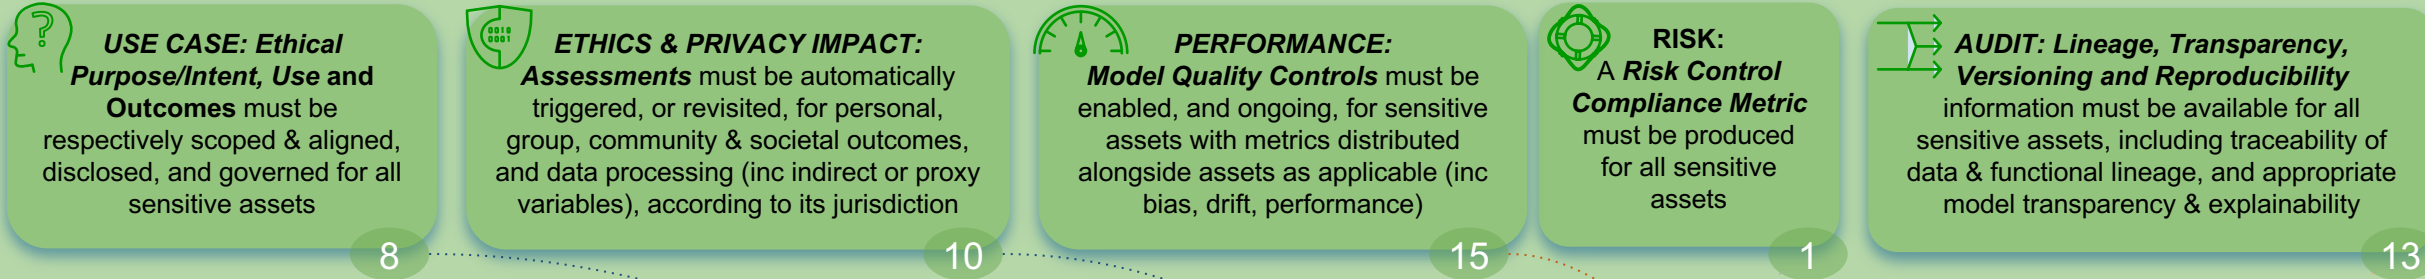 ?
0010
0001
USE CASE: Ethical
Purpose/Intent, Use and
Outcomes must be
respectively scoped & aligned,
disclosed, and governed for all
sensitive assets
8
ETHICS & PRIVACY IMPACT:
Assessments must be automatically
triggered, or revisited, for personal,
group, community & societal outcomes,
and data processing (inc indirect or proxy
variables), according to its jurisdiction
10
PERFORMANCE:
Model Quality Controls must be
enabled, and ongoing, for sensitive
assets with metrics distributed
alongside assets as applicable (inc
bias, drift, performance)
15
RISK:
A Risk Control
Compliance Metric
must be produced
for all sensitive
assets
1
AUDIT: Lineage, Transparency,
Versioning and Reproducibility
information must be available for all
sensitive assets, including traceability of
data & functional lineage, and appropriate
model transparency & explainability
13